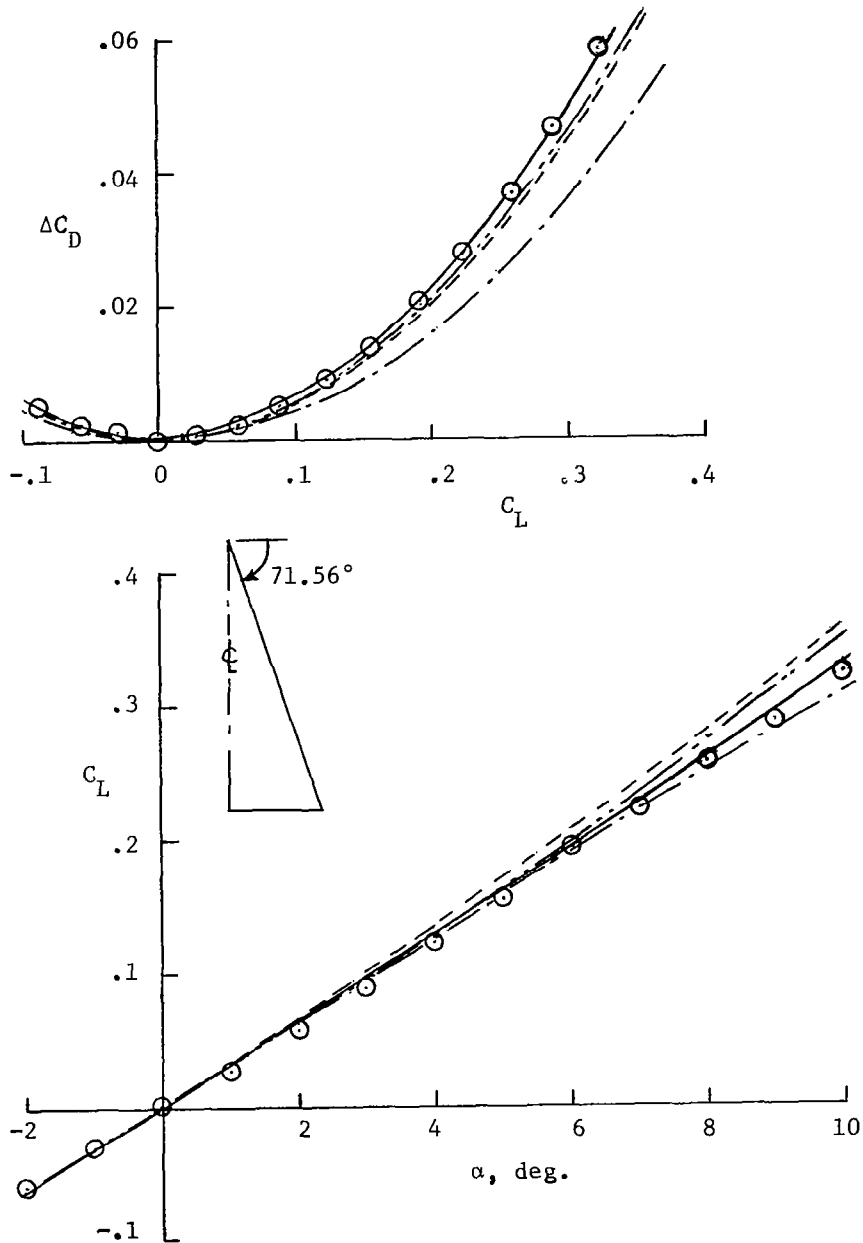 .06
.04
ΔC_D
.02
-.1 0 .1 .2 .3 .4
C_L
71.56°
℄
.4
.3
C_L
.2
.1
-2 2 4 6 8 10
α, deg.
-.1